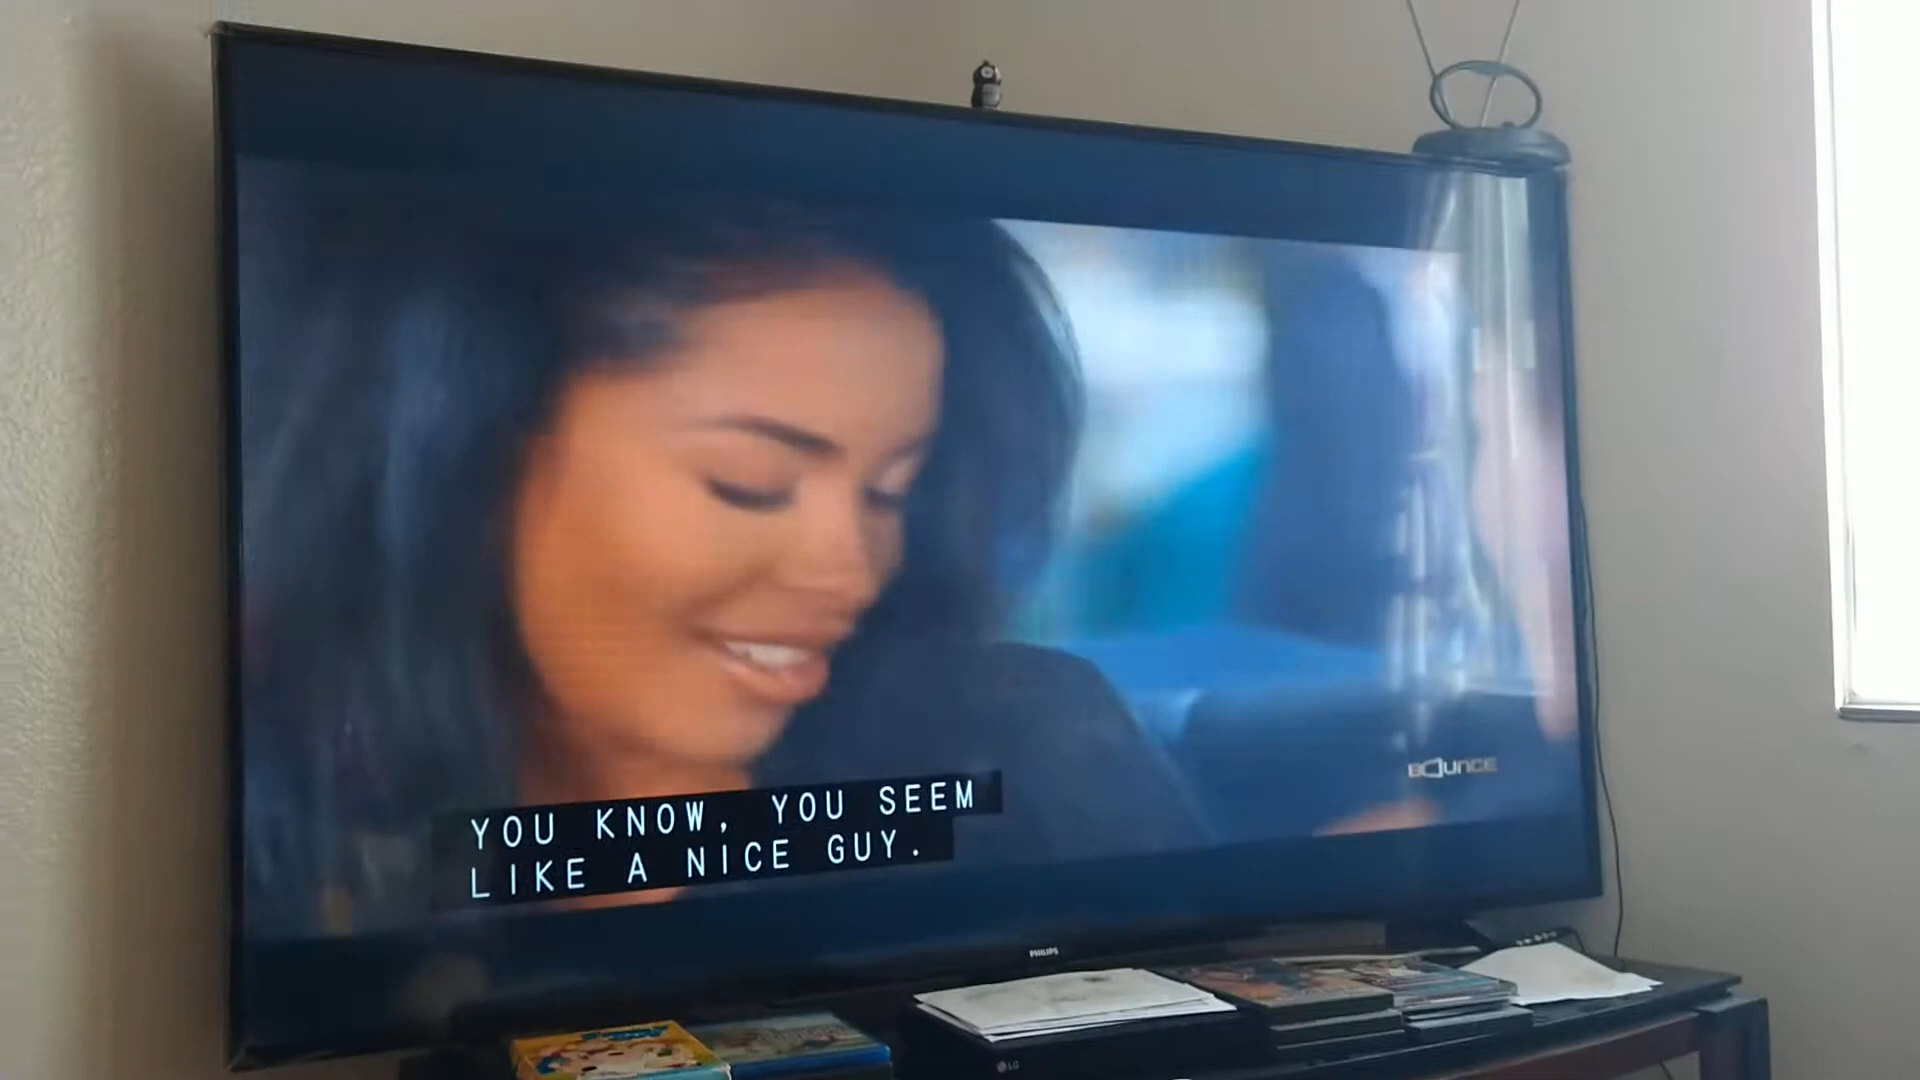 YOU KNOW, YOU SEEM
LIKE A NICE GUY.
BOUNCE
PHILIPS
LG